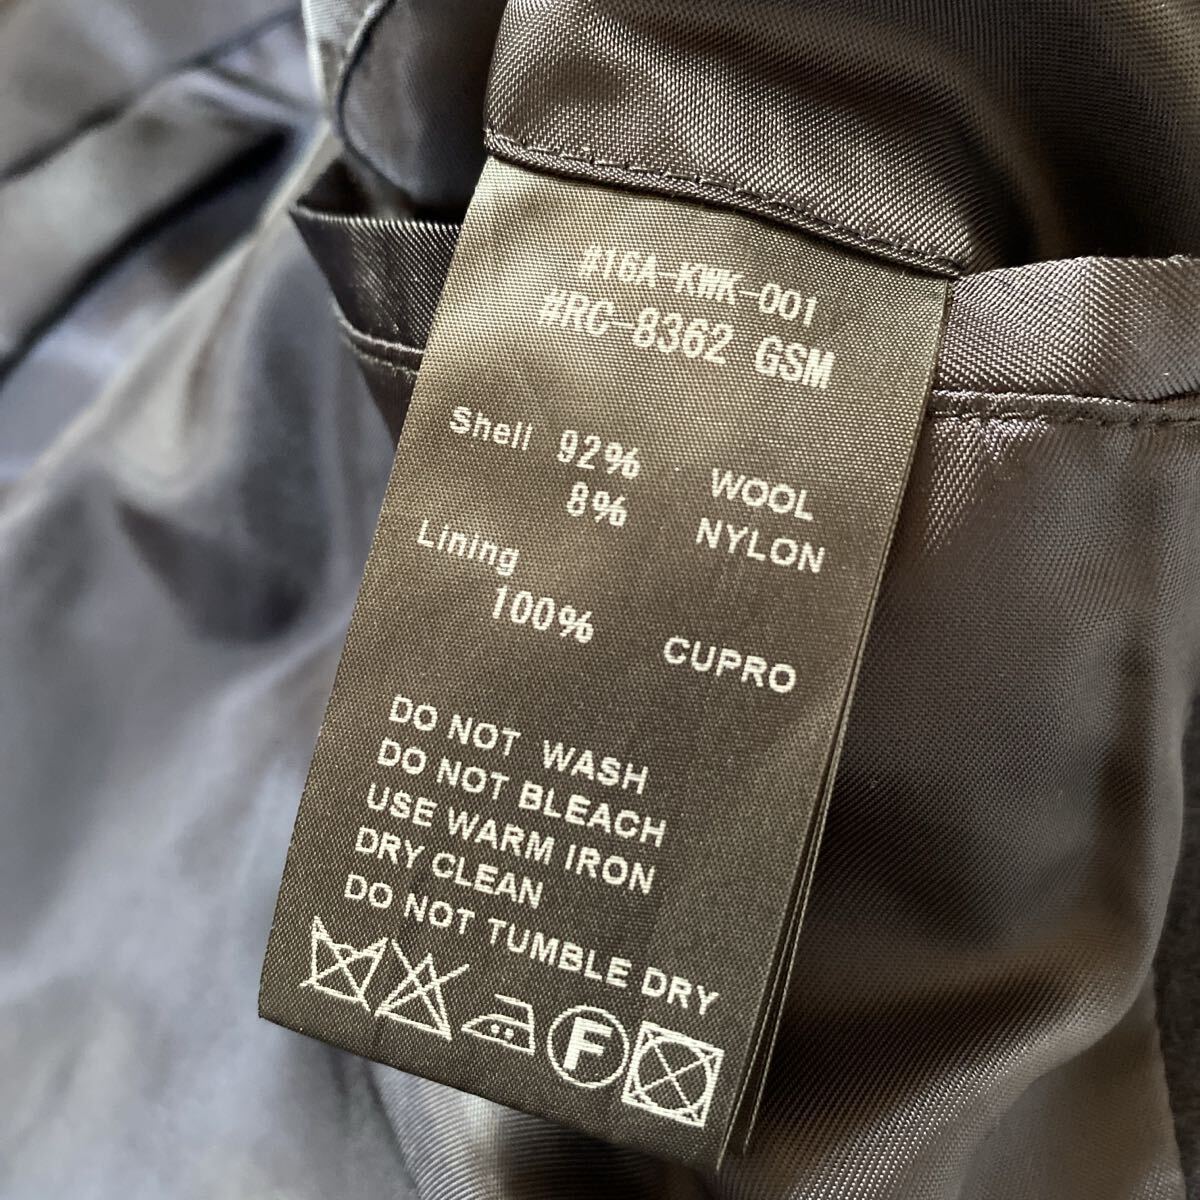 #16A-KWK-001
#RC-8362 GSM
Shell 92% WOOL
8% NYLON
Lining
100% CUPRO
DO NOT WASH
DO NOT BLEACH
USE WARM IRON
DRY CLEAN
DO NOT TUMBLE DRY
F